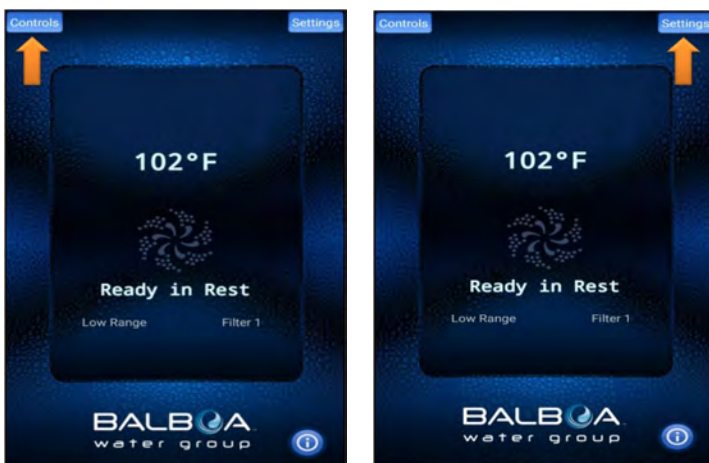 Controls Settings
102°F
Ready in Rest
Low Range Filter 1
BALBOA
water group
Controls Settings
102°F
Ready in Rest
Low Range Filter 1
BALBOA
water group